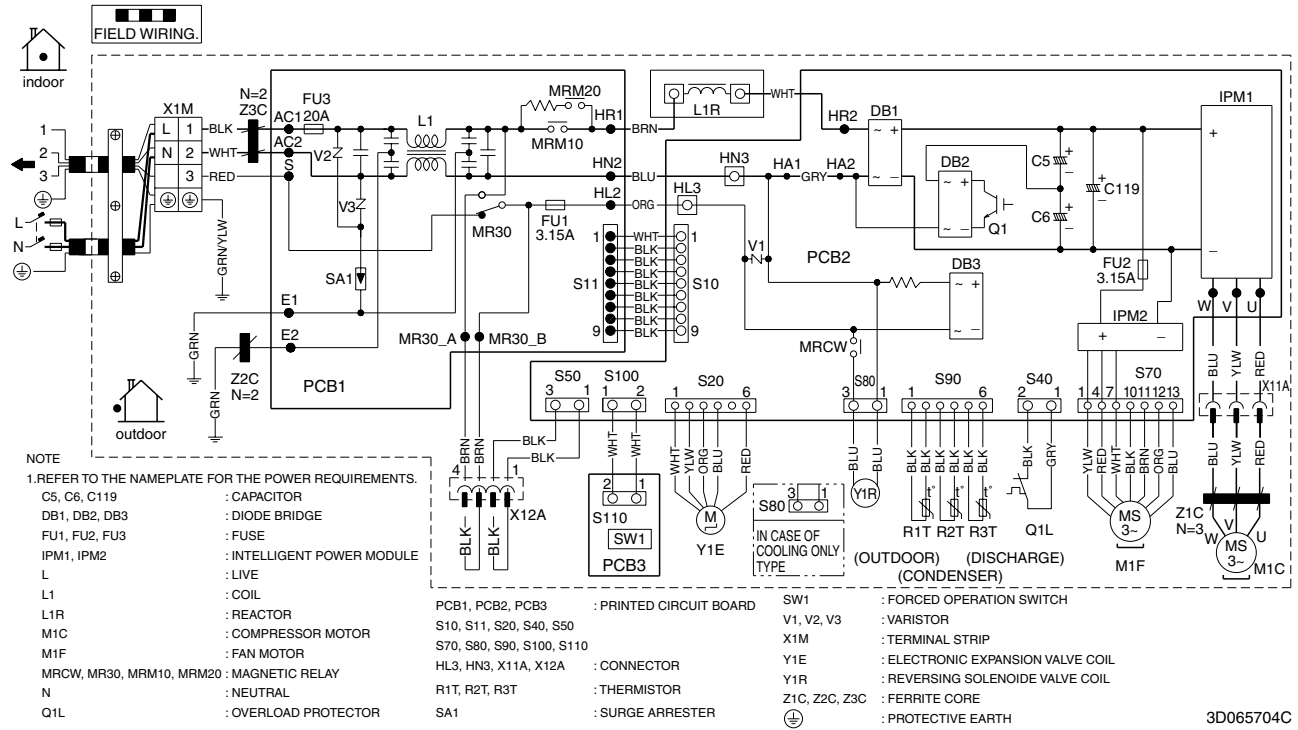 FIELD WIRING.
indoor
N=2
Z3C
X1M
1
2
3
L 1
N 2
3
BLK
WHT
RED
L
N
GRN/YLW
AC1
AC2
S
FU3
20A
V2
V3
SA1
L1
MRM20
MRM10
MR30
FU1
3.15A
HR1
HN2
HL2
BRN
BLU
ORG
L1R
WHT
HR2
HN3
HL3
HA1
GRY
HA2
DB1
DB2
Q1
C5
C6
C119
IPM1
FU2
3.15A
IPM2
V1
PCB2
DB3
MRCW
1 WHT 1
BLK
BLK
BLK
S11 BLK S10
BLK
BLK
BLK
9 BLK 9
E1
E2
GRN
GRN
Z2C
N=2
PCB1
MR30_A
MR30_B
outdoor
S50
3 1
S100
1 2
S20
1 6
S80
3 1
S90
1 6
S40
2 1
S70
1 4 7 10 11 12 13
W V U
BLU
YLW
RED
X11A
BLU
YLW
RED
Z1C
N=3
W V U
MS
3~
M1C
BLK
BLK
BRN
BRN
4 1
X12A
BLK
BLK
WHT
WHT
2 1
S110
SW1
PCB3
WHT
YLW
ORG
BLU
RED
M
Y1E
S80
3 1
IN CASE OF
COOLING ONLY
TYPE
BLU
BLU
Y1R
BLK
BLK
BLK
BLK
BLK
BLK
t°
t°
t°
R1T R2T R3T
(OUTDOOR) (DISCHARGE)
(CONDENSER)
BLK
GRY
Q1L
YLW
RED
WHT
BLK
BRN
ORG
BLU
MS
3~
M1F
NOTE
1.REFER TO THE NAMEPLATE FOR THE POWER REQUIREMENTS.
C5, C6, C119 : CAPACITOR
DB1, DB2, DB3 : DIODE BRIDGE
FU1, FU2, FU3 : FUSE
IPM1, IPM2 : INTELLIGENT POWER MODULE
L : LIVE
L1 : COIL
L1R : REACTOR
M1C : COMPRESSOR MOTOR
M1F : FAN MOTOR
MRCW, MR30, MRM10, MRM20 : MAGNETIC RELAY
N : NEUTRAL
Q1L : OVERLOAD PROTECTOR
PCB1, PCB2, PCB3 : PRINTED CIRCUIT BOARD
S10, S11, S20, S40, S50
S70, S80, S90, S100, S110
HL3, HN3, X11A, X12A : CONNECTOR
R1T, R2T, R3T : THERMISTOR
SA1 : SURGE ARRESTER
SW1 : FORCED OPERATION SWITCH
V1, V2, V3 : VARISTOR
X1M : TERMINAL STRIP
Y1E : ELECTRONIC EXPANSION VALVE COIL
Y1R : REVERSING SOLENOIDE VALVE COIL
Z1C, Z2C, Z3C : FERRITE CORE
: PROTECTIVE EARTH
3D065704C